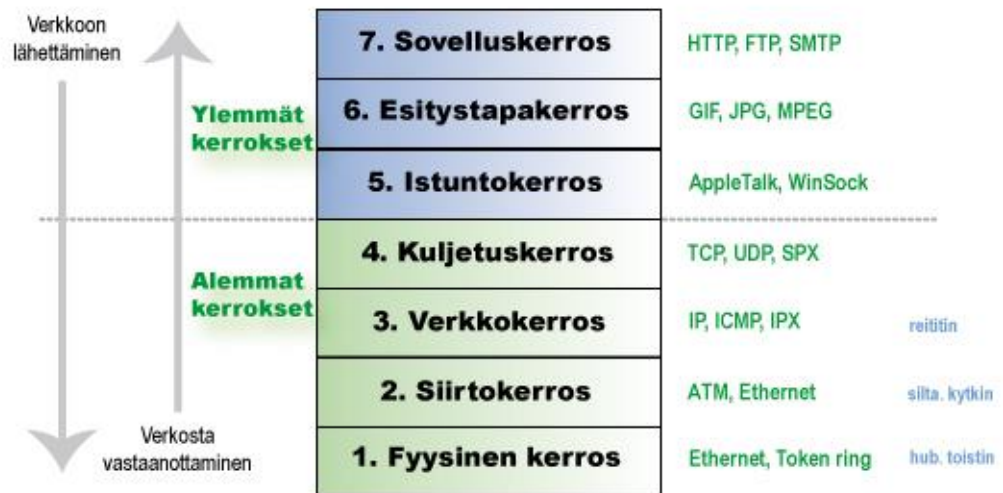 Verkkoon
lähettäminen
7. Sovelluskerros
HTTP, FTP, SMTP
Ylemmät
kerrokset
6. Esitystapakerros
GIF, JPG, MPEG
5. Istuntokerros
AppleTalk, WinSock
4. Kuljetuskerros
TCP, UDP, SPX
Alemmat
kerrokset
3. Verkkokerros
IP, ICMP, IPX
reititin
2. Siirtokerros
ATM, Ethernet
silta. kytkin
Verkosta
vastaanottaminen
1. Fyysinen kerros
Ethernet, Token ring
hub. toistin